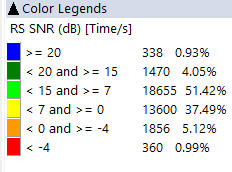 Color Legends
RS SNR (dB) [Time/s]
>= 20 338 0.93%
< 20 and >= 15 1470 4.05%
< 15 and >= 7 18655 51.42%
< 7 and >= 0 13600 37.49%
< 0 and >= -4 1856 5.12%
< -4 360 0.99%